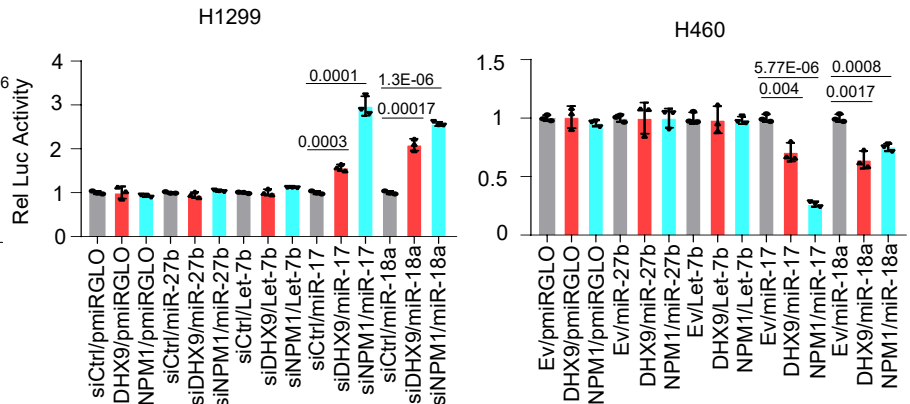 H1299
6
Rel Luc Activity
4
3
2
1
0
0.0003
0.0001
1.3E-06
0.00017
siCtrl/pmiRGLO
DHX9/pmiRGLO
NPM1/pmiRGLO
siCtrl/miR-27b
siDHX9/miR-27b
siNPM1/miR-27b
siCtrl/Let-7b
siDHX9/Let-7b
siNPM1/Let-7b
siCtrl/miR-17
siDHX9/miR-17
siNPM1/miR-17
siCtrl/miR-18a
siDHX9/miR-18a
siNPM1/miR-18a
H460
1.5
1
0.5
0
5.77E-06
0.004
0.0008
0.0017
Ev/pmiRGLO
DHX9/pmiRGLO
NPM1/pmiRGLO
Ev/miR-27b
DHX9/miR-27b
NPM1/miR-27b
Ev/Let-7b
DHX9/Let-7b
NPM1/Let-7b
Ev/miR-17
DHX9/miR-17
NPM1/miR-17
Ev/miR-18a
DHX9/miR-18a
NPM1/miR-18a